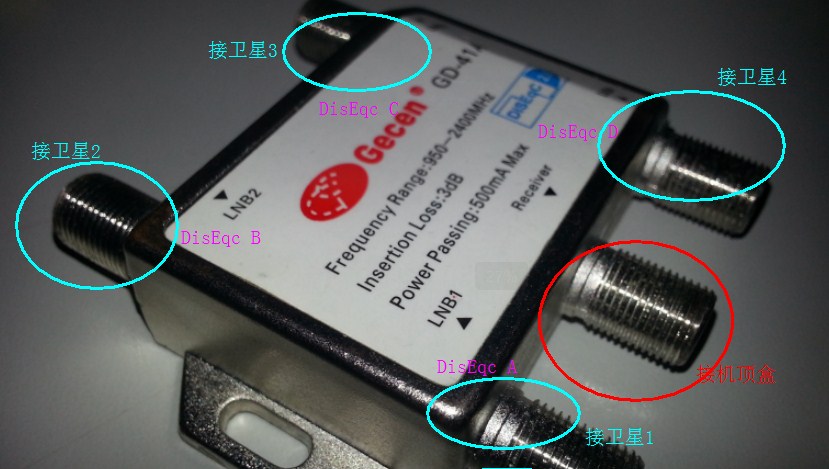 接卫星3
接卫星4
GD-41
DiSEqC 2
DisEqc C
Gecen®
DisEqc D
接卫星2
LNB2
Frequency Range:950~2400MHz
Insertion Loss:3dB
Power Passing:500mA Max
Receiver
DisEqc B
LNB1
DisEqc A
接机顶盒
接卫星1